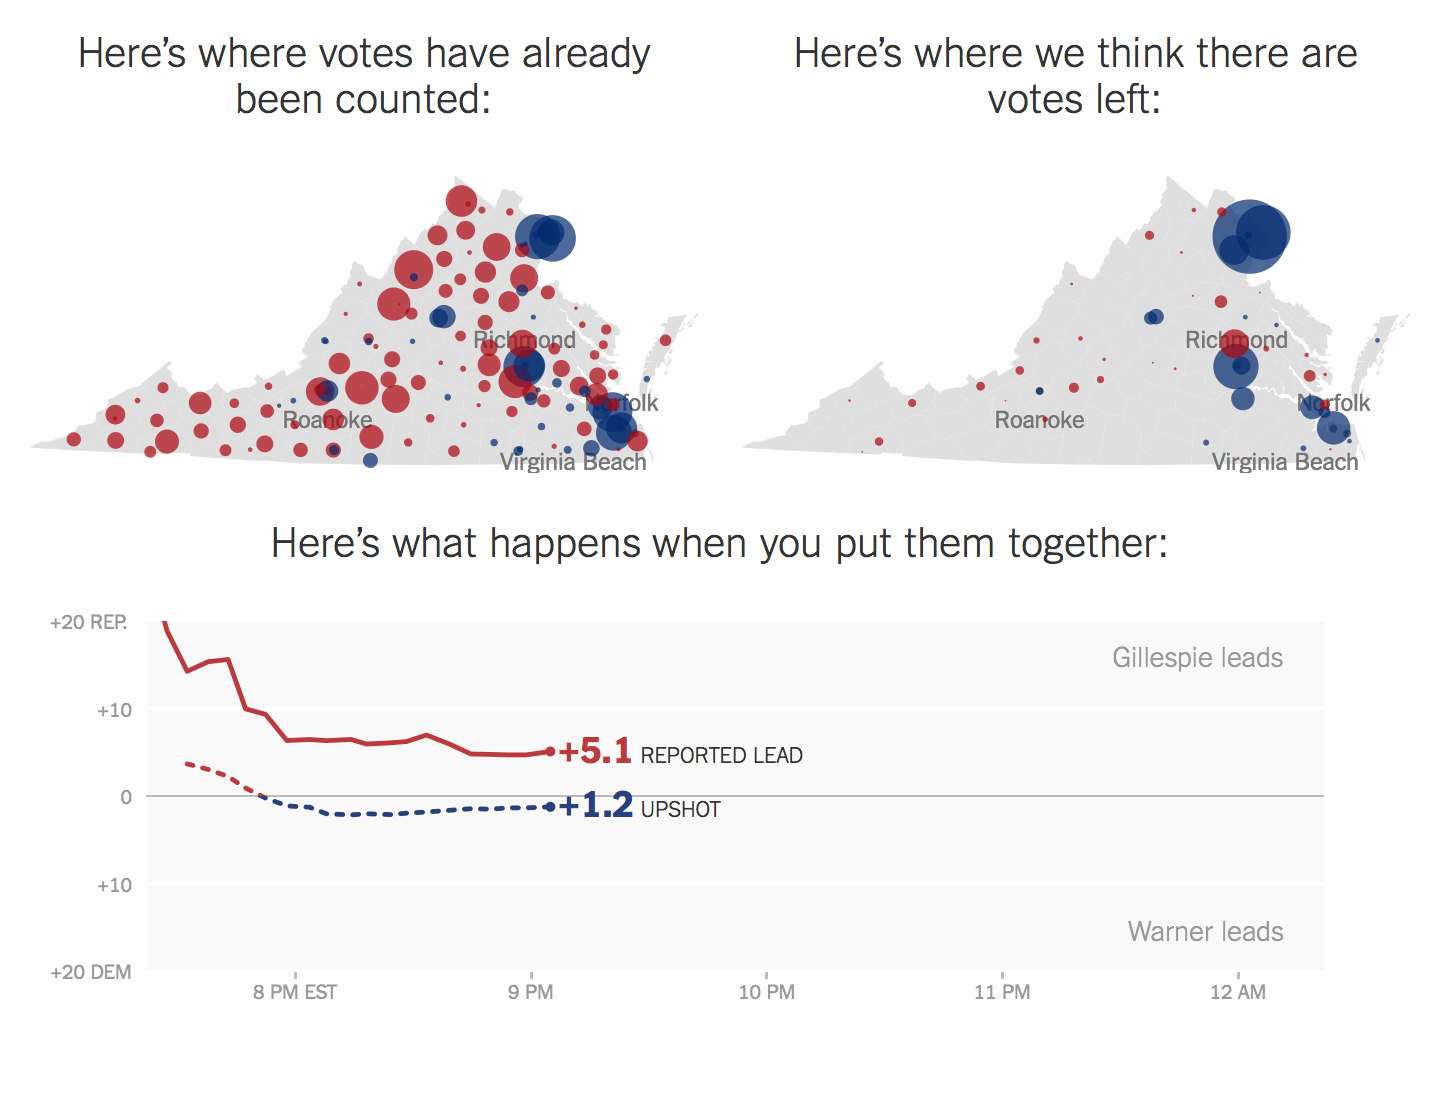 Here’s where votes have already
been counted:
Here’s where we think there are
votes left:
Richmond
Norfolk
Roanoke
Virginia Beach
Richmond
Norfolk
Roanoke
Virginia Beach
Here’s what happens when you put them together:
+20 REP.
Gillespie leads
+10
+5.1 REPORTED LEAD
0
+1.2 UPSHOT
+10
Warner leads
+20 DEM
8 PM EST
9 PM
10 PM
11 PM
12 AM